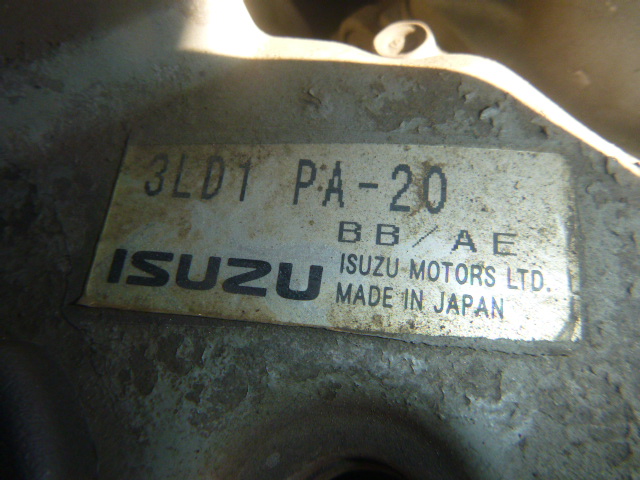 3LD1 PA-20
BB/AE
ISUZU
ISUZU MOTORS LTD.
MADE IN JAPAN